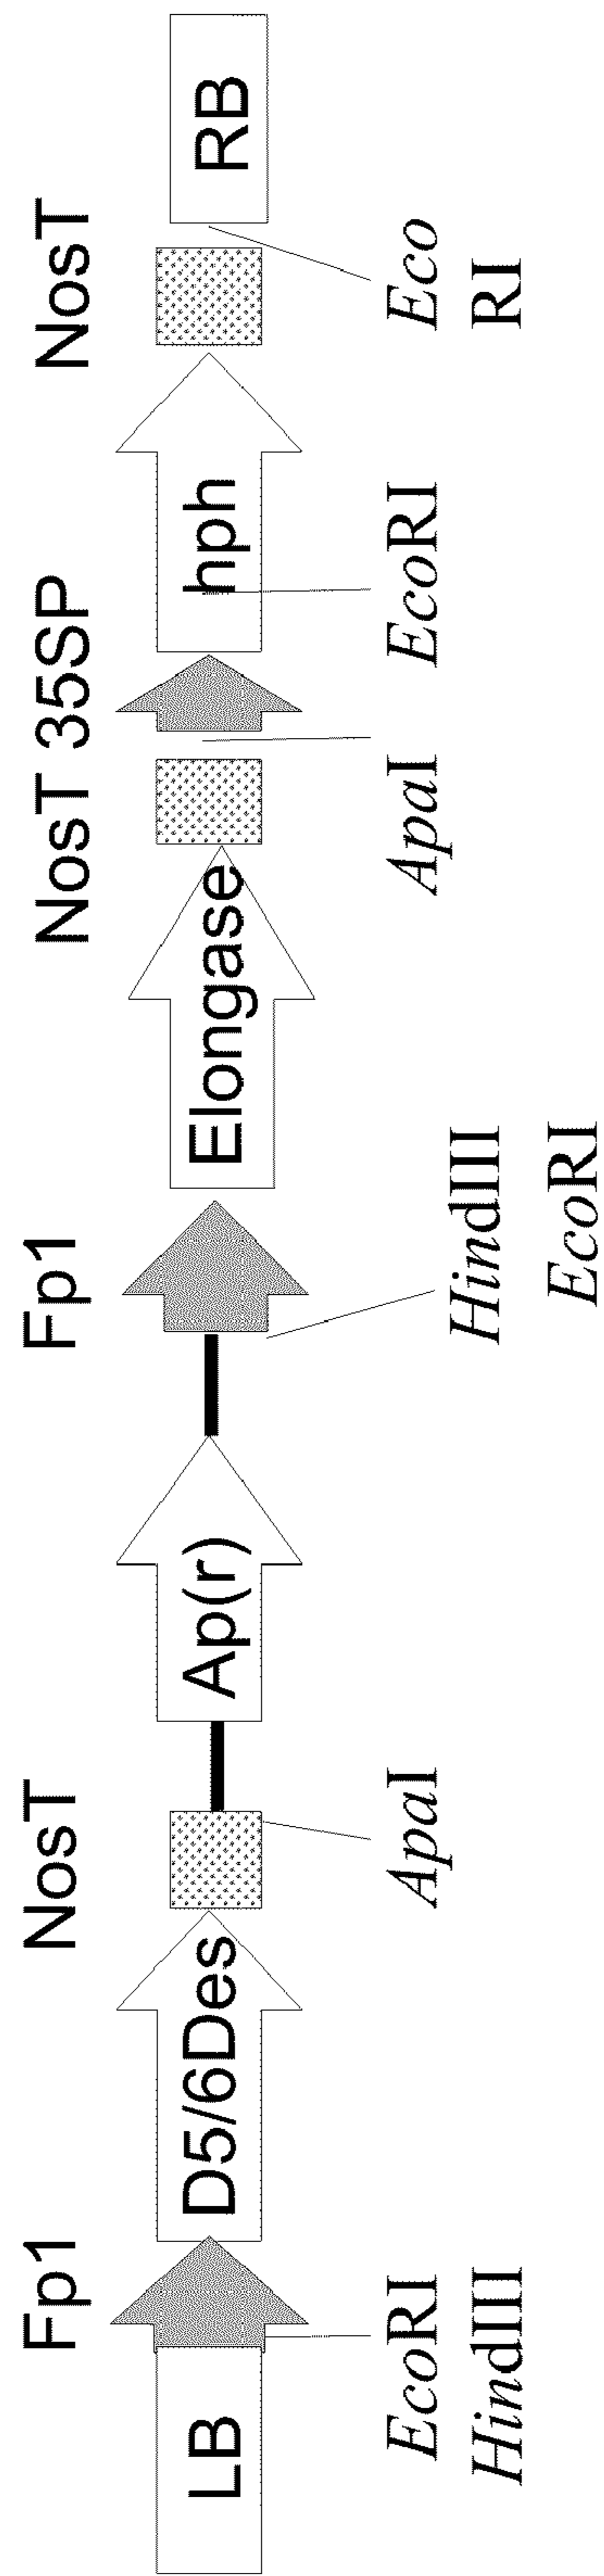 Fp1
NosT
Fp1
NosT 35SP
NosT
LB
D5/6Des
Ap(r)
Elongase
hph
RB
EcoRI
HindIII
ApaI
HindIII
EcoRI
ApaI
EcoRI
Eco
RI